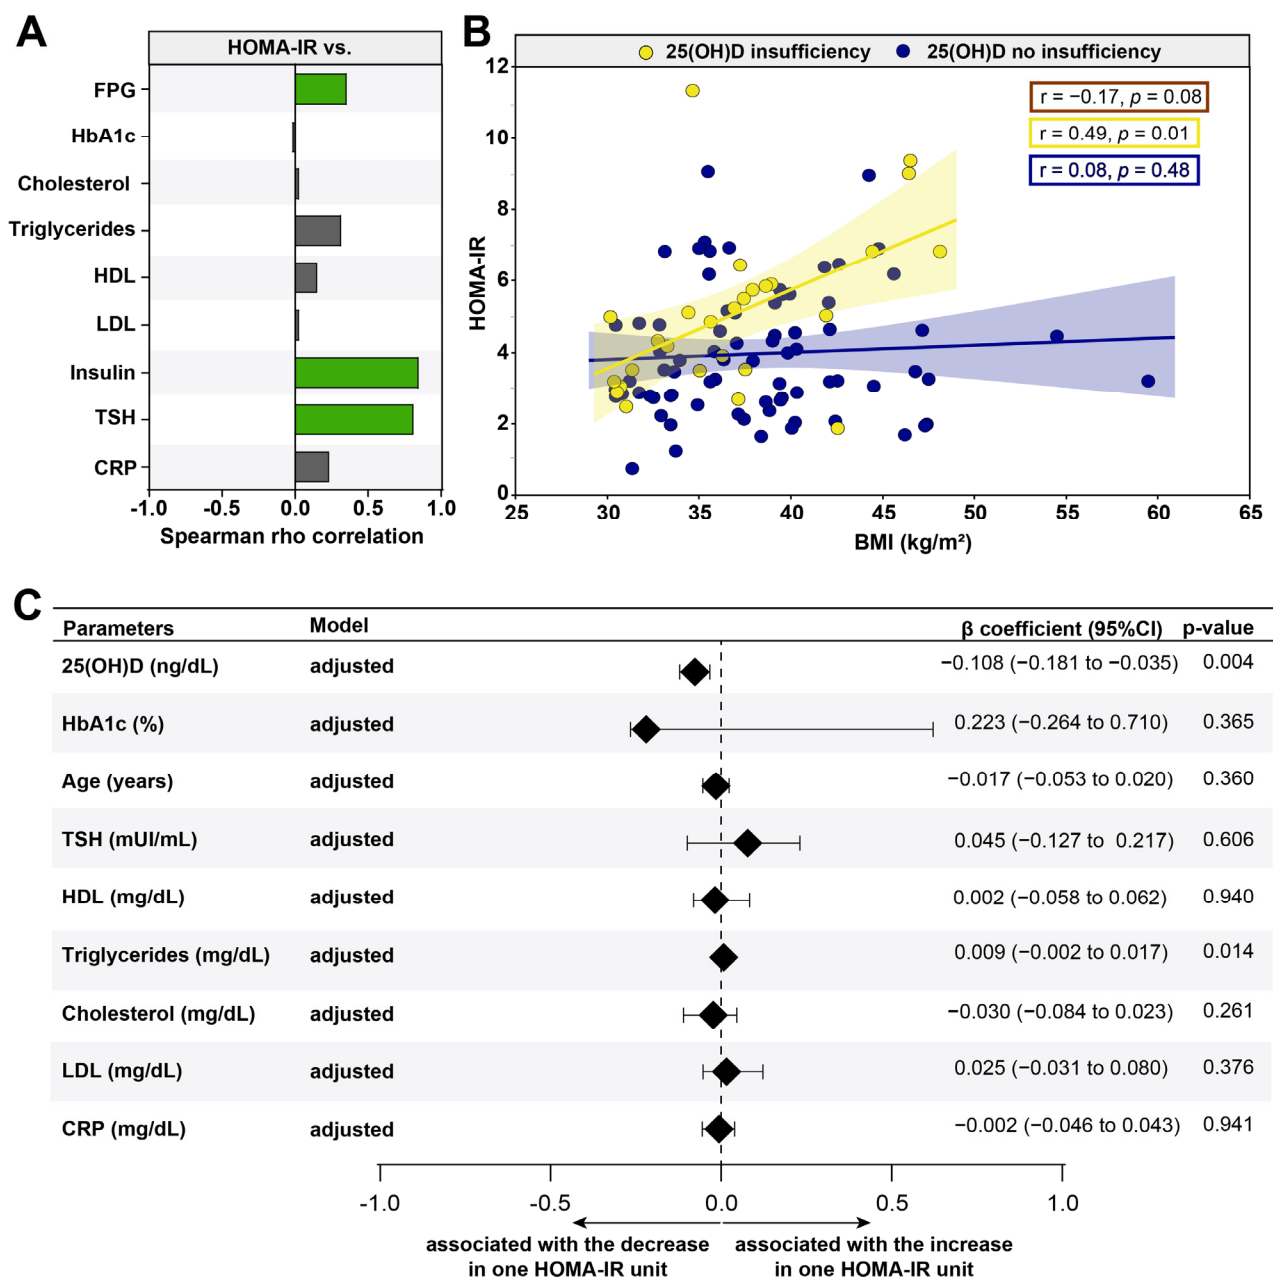 A
HOMA-IR vs.
FPG
HbA1c
Cholesterol
Triglycerides
HDL
LDL
Insulin
TSH
CRP
-1.0 -0.5 0.0 0.5 1.0
Spearman rho correlation
B
25(OH)D insufficiency 25(OH)D no insufficiency
r = −0.17, p = 0.08
r = 0.49, p = 0.01
r = 0.08, p = 0.48
HOMA-IR
12
10
8
6
4
2
0
25 30 35 40 45 50 55 60 65
BMI (kg/m²)
C
Parameters Model β coefficient (95%CI) p-value
25(OH)D (ng/dL) adjusted −0.108 (−0.181 to −0.035) 0.004
HbA1c (%) adjusted 0.223 (−0.264 to 0.710) 0.365
Age (years) adjusted −0.017 (−0.053 to 0.020) 0.360
TSH (mUI/mL) adjusted 0.045 (−0.127 to 0.217) 0.606
HDL (mg/dL) adjusted 0.002 (−0.058 to 0.062) 0.940
Triglycerides (mg/dL) adjusted 0.009 (−0.002 to 0.017) 0.014
Cholesterol (mg/dL) adjusted −0.030 (−0.084 to 0.023) 0.261
LDL (mg/dL) adjusted 0.025 (−0.031 to 0.080) 0.376
CRP (mg/dL) adjusted −0.002 (−0.046 to 0.043) 0.941
-1.0 -0.5 0.0 0.5 1.0
associated with the decrease
in one HOMA-IR unit
associated with the increase
in one HOMA-IR unit